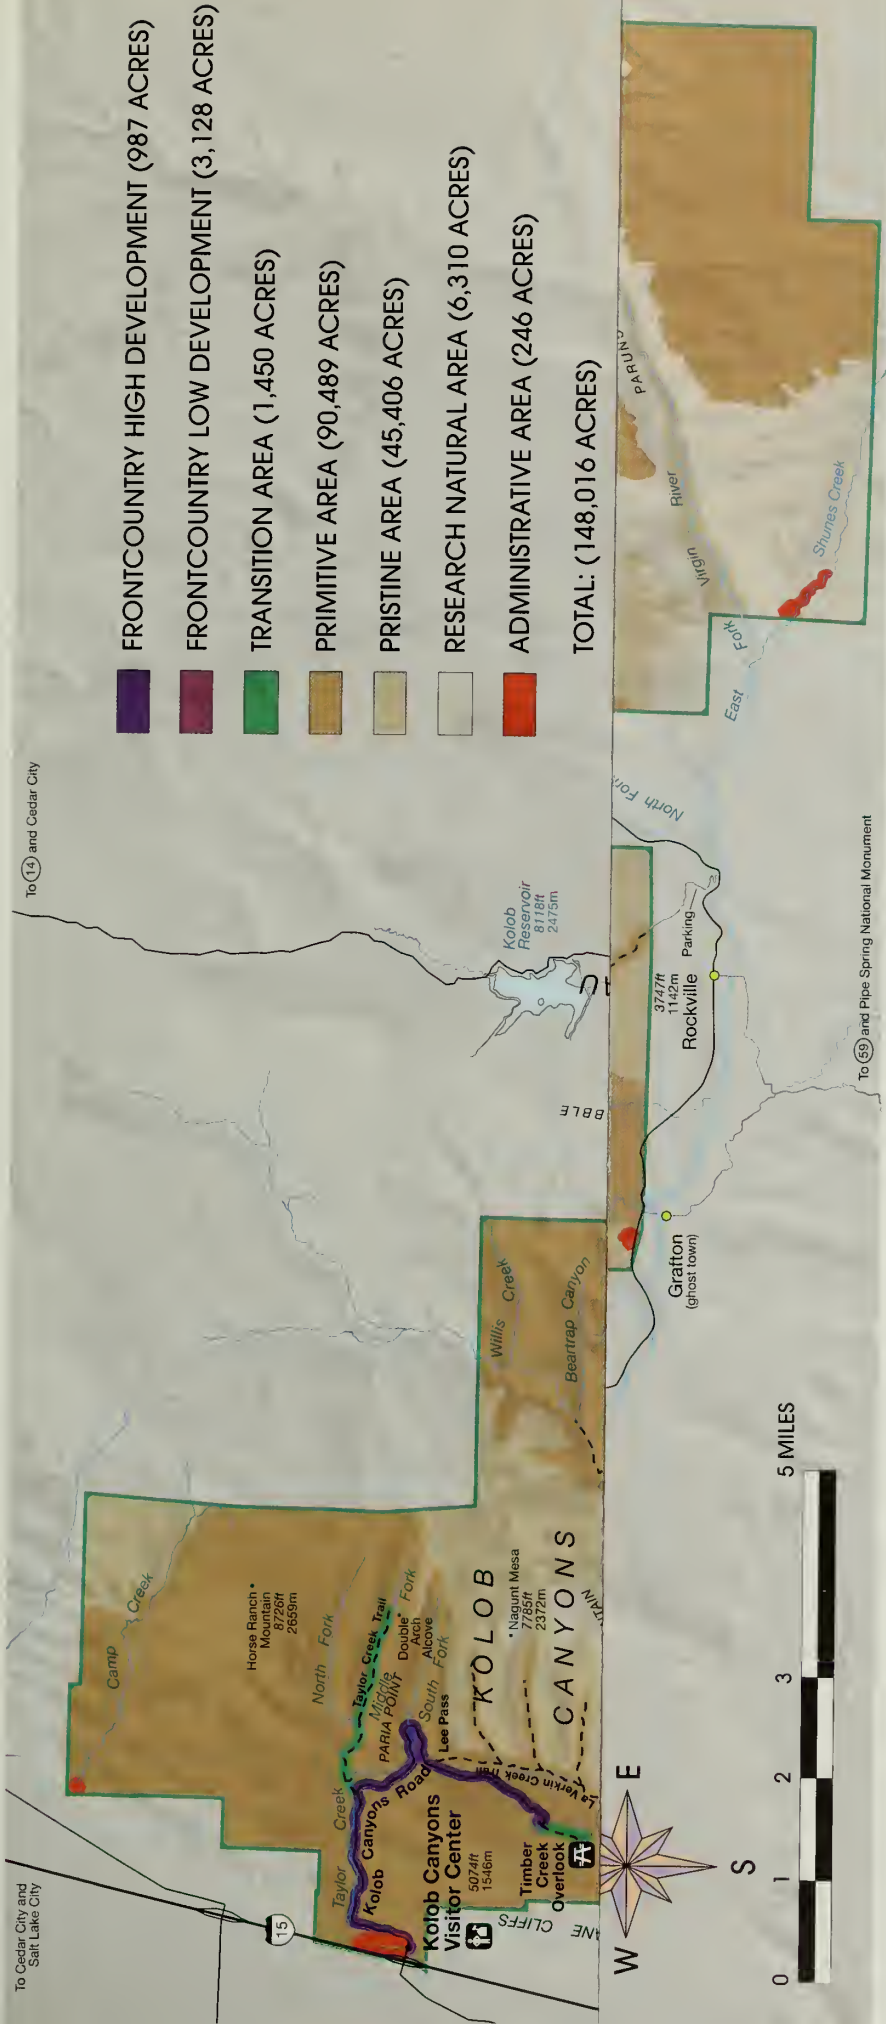 FRONTCOUNTRY HIGH DEVELOPMENT (987 ACRES)
FRONTCOUNTRY LOW DEVELOPMENT (3,128 ACRES)
TRANSITION AREA (1,450 ACRES)
PRIMITIVE AREA (90,489 ACRES)
PRISTINE AREA (45,406 ACRES)
RESEARCH NATURAL AREA (6,310 ACRES)
ADMINISTRATIVE AREA (246 ACRES)
TOTAL: (148,016 ACRES)
To 14 and Cedar City
Kolob
Reservoir
8118ft
2475m
To Cedar City and
Salt Lake City
15
Camp Creek
Horse Ranch
Mountain
8726ft
2659m
North Fork
Taylor Creek Trail
Middle Fork
Double
Arch
Alcove
PARIA POINT
South Fork
Lee Pass
Taylor Creek
Kolob Canyons Road
Kolob Canyons
Visitor Center
5074ft
1546m
Timber
Creek
Overlook
La Verkin Creek Trail
KOLOB
CANYONS
Nagunt Mesa
7785ft
2372m
Willis Creek
Beartrap Canyon
TAIN
ANE CLIFFS
BBLE
AU
W
E
S
0
1
2
3
5 MILES
Grafton
(ghost town)
3747ft
1142m
Rockville
Parking
North Fork
East Fork
Virgin River
PARUN
Shunes Creek
To 59 and Pipe Spring National Monument